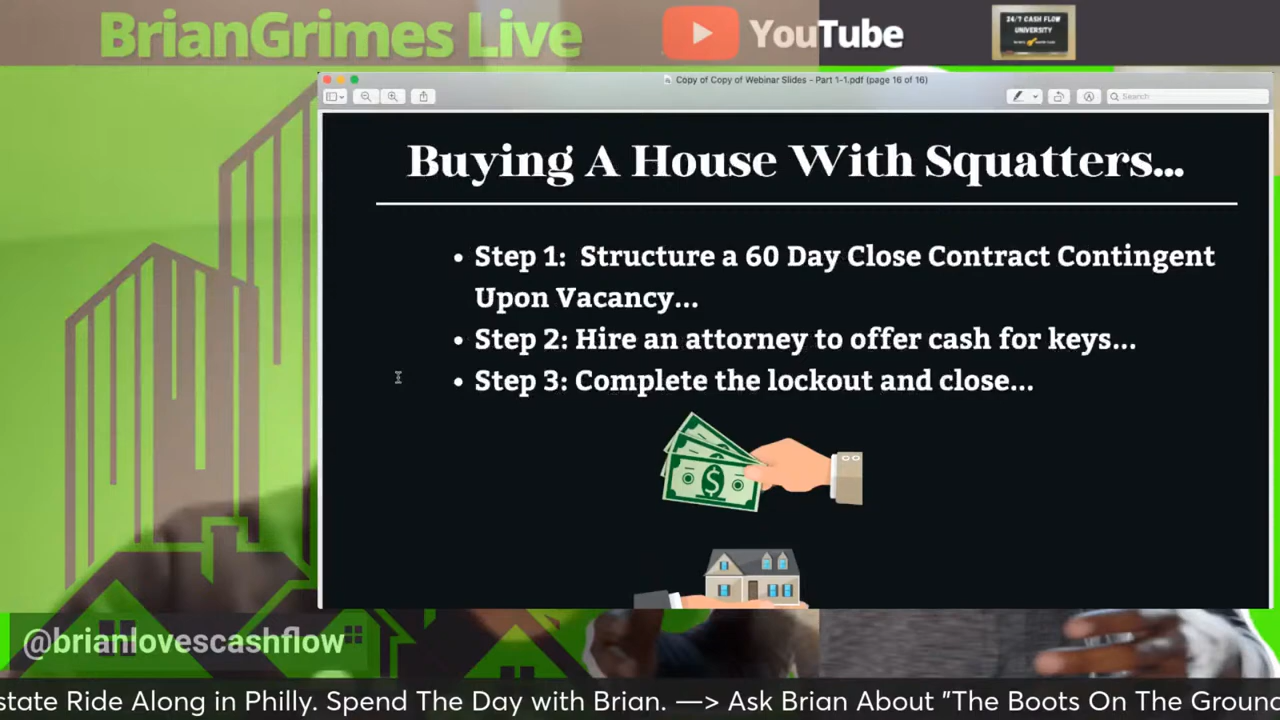 BrianGrimes Live
YouTube
24/7 CASH FLOW
UNIVERSITY
Copy of Copy of Webinar Slides - Part 1-1.pdf (page 16 of 16)
Search
Buying A House With Squatters...
• Step 1: Structure a 60 Day Close Contract Contingent
Upon Vacancy...
• Step 2: Hire an attorney to offer cash for keys...
• Step 3: Complete the lockout and close...
@brianlovescashflow
state Ride Along in Philly. Spend The Day with Brian. —> Ask Brian About "The Boots On The Ground